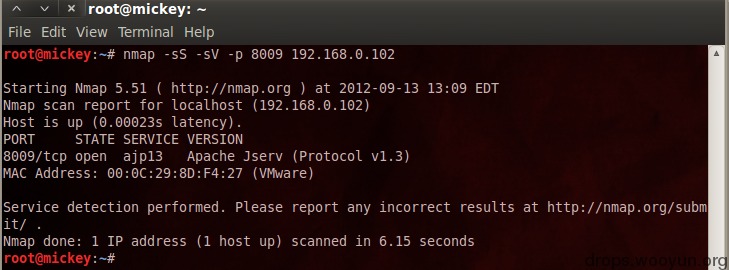 root@mickey: ~
File Edit View Terminal Help
root@mickey:~# nmap -sS -sV -p 8009 192.168.0.102
Starting Nmap 5.51 ( http://nmap.org ) at 2012-09-13 13:09 EDT
Nmap scan report for localhost (192.168.0.102)
Host is up (0.00023s latency).
PORT     STATE SERVICE VERSION
8009/tcp open  ajp13   Apache Jserv (Protocol v1.3)
MAC Address: 00:0C:29:8D:F4:27 (VMware)
Service detection performed. Please report any incorrect results at http://nmap.org/subm
it/ .
Nmap done: 1 IP address (1 host up) scanned in 6.15 seconds
root@mickey:~#
drops.wooyun.org